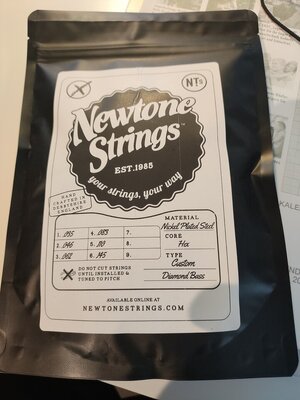 NTS
Newtone
Strings
EST.1985
your strings, your way
HAND
CRAFTED IN
DERBYSHIRE
ENGLAND
1. .035 4. .083 7.
2. .046 5. .110 8.
3. .062 6. .145 9.
DO NOT CUT STRINGS
UNTIL INSTALLED &
TUNED TO PITCH
MATERIAL
Nickel Plated Steel
CORE
Hex
TYPE
Custom
Diamond Bass
AVAILABLE ONLINE AT
NEWTONESTRINGS.COM